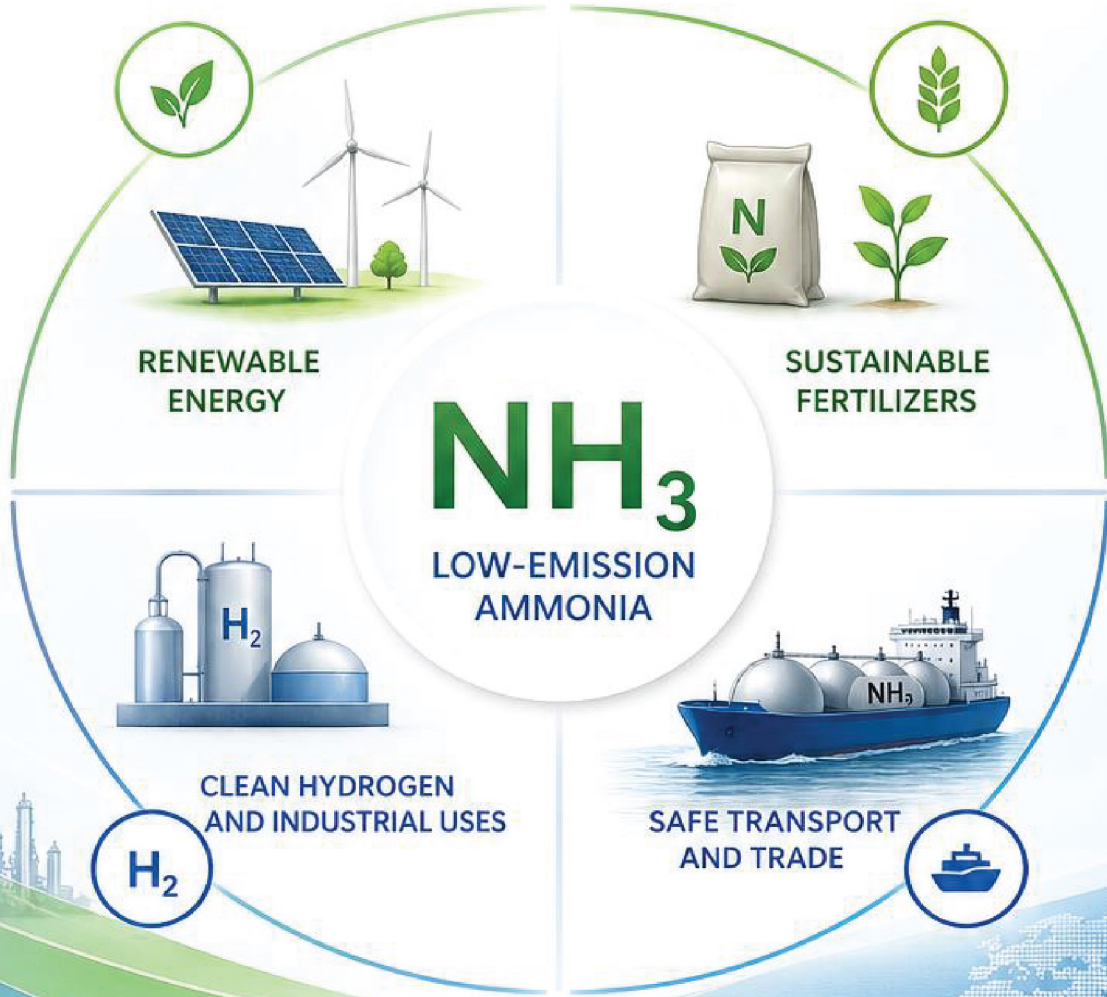 N
RENEWABLE
ENERGY
SUSTAINABLE
FERTILIZERS
NH₃
LOW-EMISSION
AMMONIA
H₂
NH₃
CLEAN HYDROGEN
AND INDUSTRIAL USES
SAFE TRANSPORT
AND TRADE
H₂